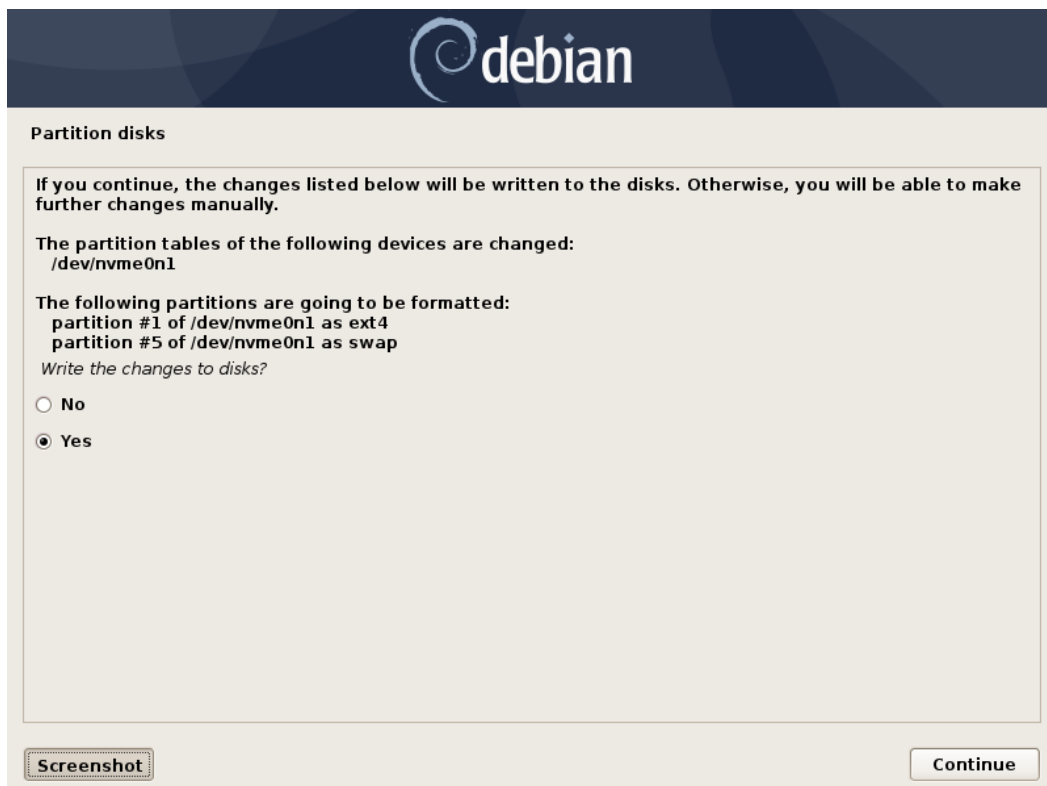 debian
Partition disks
If you continue, the changes listed below will be written to the disks. Otherwise, you will be able to make
further changes manually.
The partition tables of the following devices are changed:
/dev/nvme0n1
The following partitions are going to be formatted:
partition #1 of /dev/nvme0n1 as ext4
partition #5 of /dev/nvme0n1 as swap
Write the changes to disks?
No
Yes
Screenshot
Continue